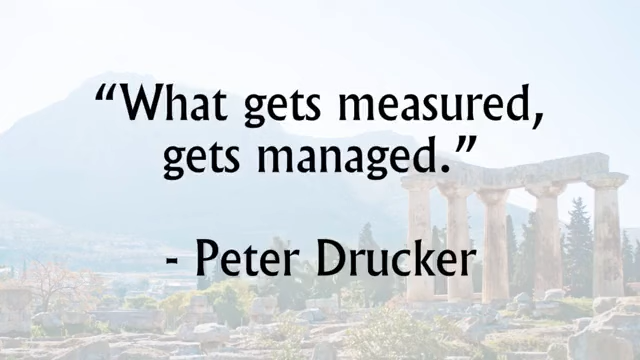 “What gets measured,
gets managed.”
- Peter Drucker